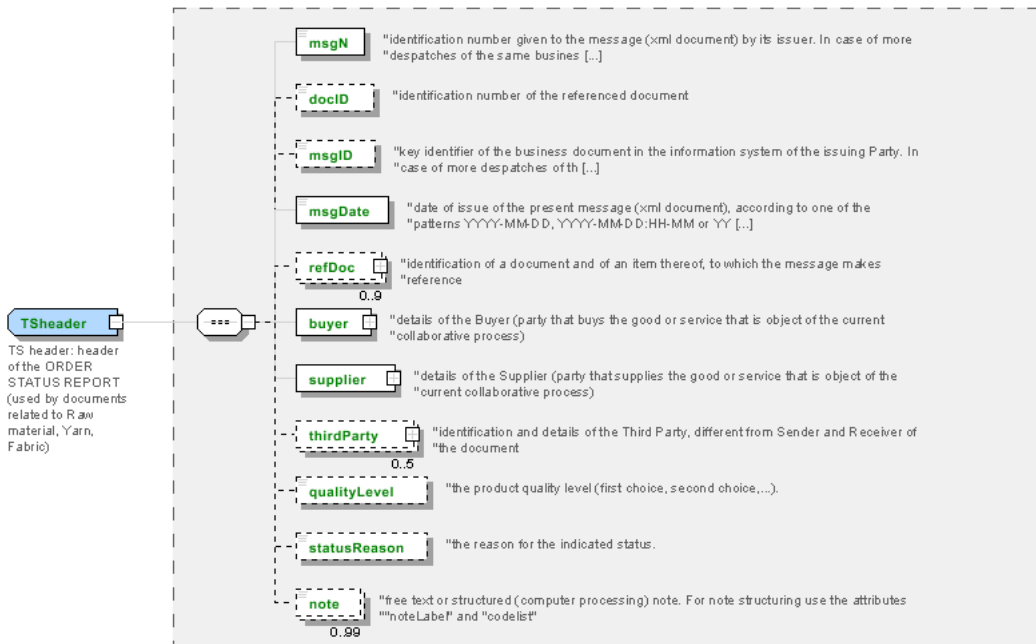 msgN
"identification number given to the message (xml document) by its issuer. In case of more
"despatches of the same busines [...]
docID
"identification number of the referenced document
msgID
"key identifier of the business document in the information system of the issuing Party. In
"case of more despatches of th [...]
msgDate
"date of issue of the present message (xml document), according to one of the
"patterns YYYY-MM-DD, YYYY-MM-DD:HH-MM or YY [...]
refDoc
"identification of a document and of an item thereof, to which the message makes
"reference
0..9
TSheader
TS header: header
of the ORDER
STATUS REPORT
(used by documents
related to Raw
material, Yarn,
Fabric)
buyer
"details of the Buyer (party that buys the good or service that is object of the current
"collaborative process)
supplier
"details of the Supplier (party that supplies the good or service that is object of the
"current collaborative process)
thirdParty
"identification and details of the Third Party, different from Sender and Receiver of
"the document
0..5
qualityLevel
"the product quality level (first choice, second choice,...).
statusReason
"the reason for the indicated status.
note
"free text or structured (computer processing) note. For note structuring use the attributes
""noteLabel" and "codelist"
0..99